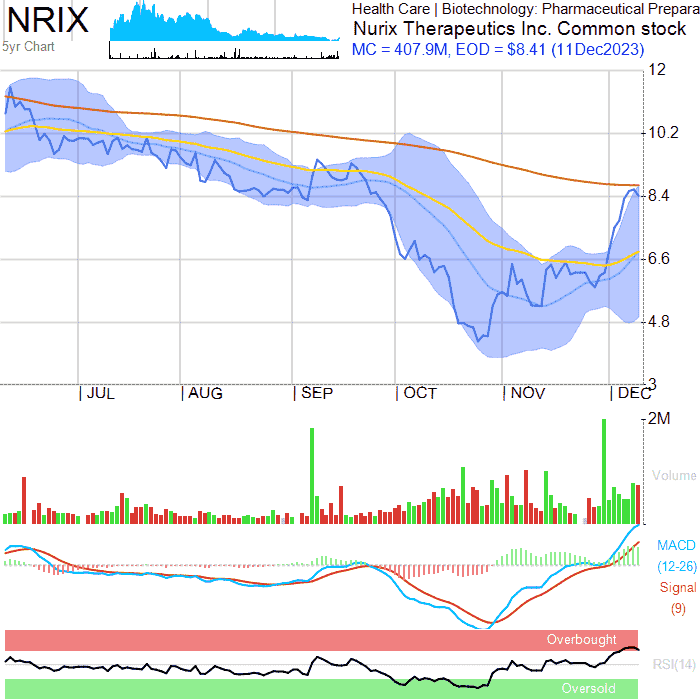 NRIX
5yr Chart
Health Care | Biotechnology: Pharmaceutical Prepara
Nurix Therapeutics Inc. Common stock
MC = 407.9M, EOD = $8.41 (11Dec2023)
12
10.2
8.4
6.6
4.8
3
| JUL | AUG | SEP | OCT | NOV | DEC
2M
Volume
MACD
(12-26)
Signal
(9)
Overbought
RSI(14)
Oversold